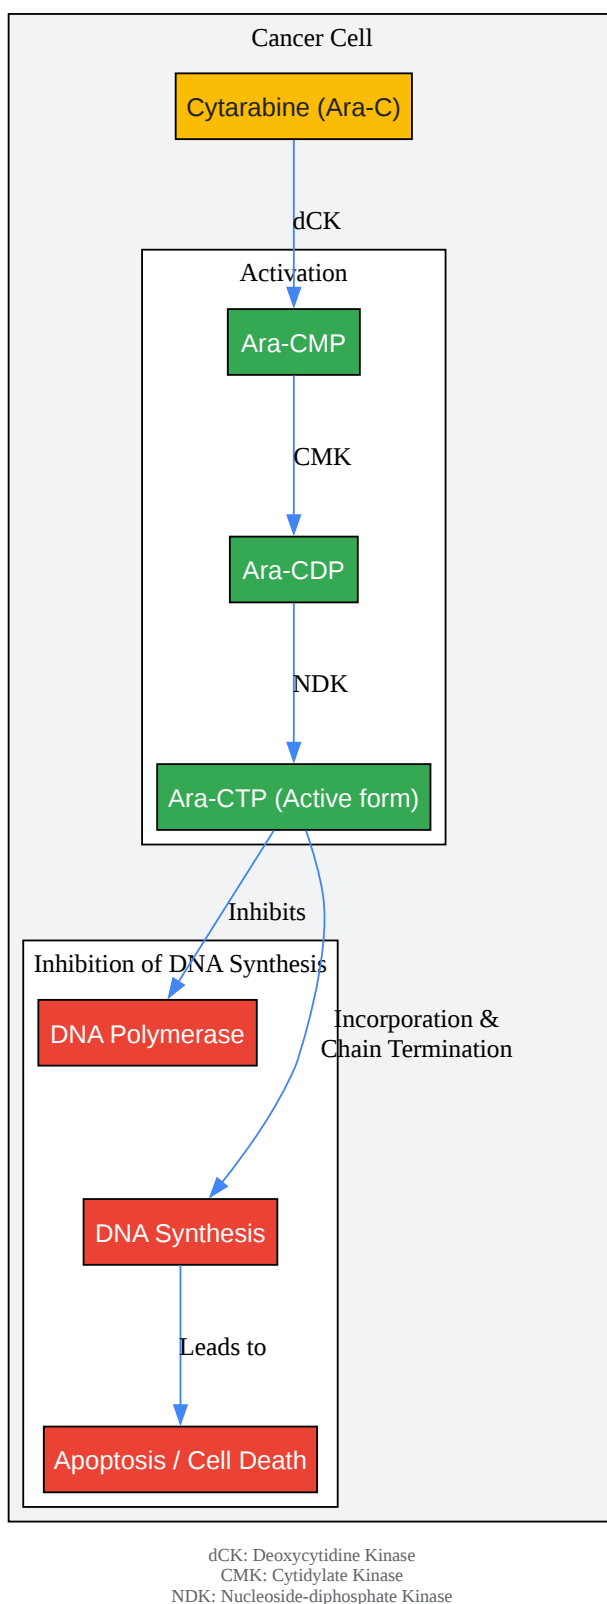 Cancer Cell
Cytarabine (Ara-C)
dCK
Activation
Ara-CMP
CMK
Ara-CDP
NDK
Ara-CTP (Active form)
Inhibits
Inhibition of DNA Synthesis
DNA Polymerase
Incorporation &
Chain Termination
DNA Synthesis
Leads to
Apoptosis / Cell Death
dCK: Deoxycytidine Kinase
CMK: Cytidylate Kinase
NDK: Nucleoside-diphosphate Kinase